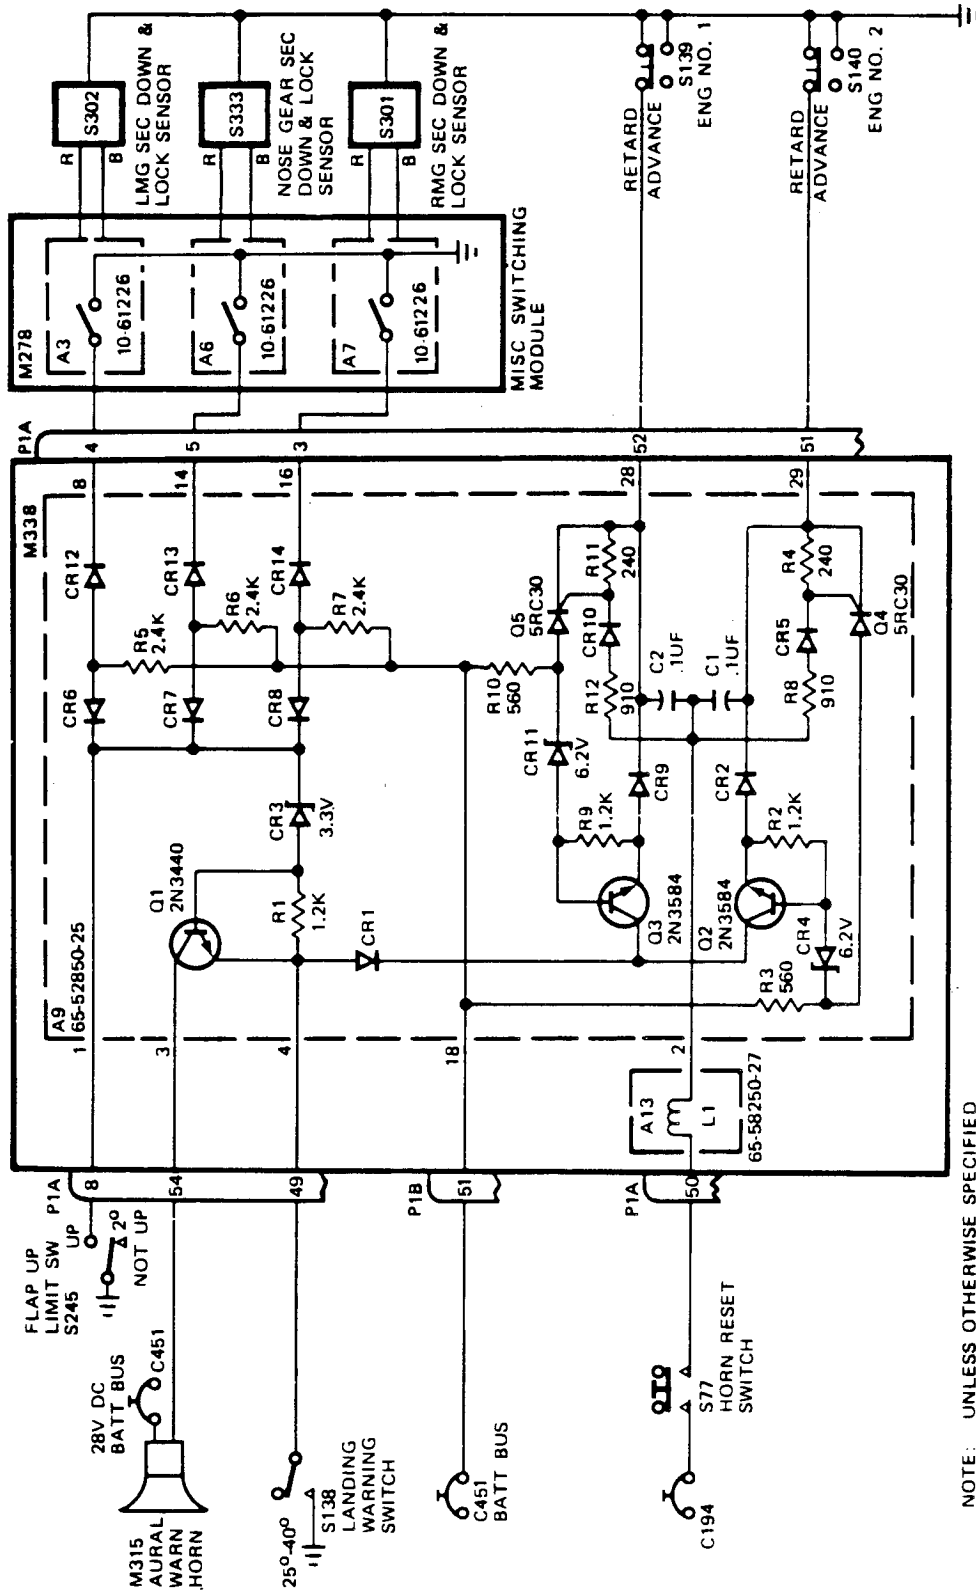 FLAP UP
LIMIT SW
S245
UP
2°
NOT UP
28V DC
BATT BUS
C451
M315
AURAL
WARN
HORN
25°-40°
S138
LANDING
WARNING
SWITCH
C451
BATT BUS
C194
S77
HORN RESET
SWITCH
P1A
8
54
49
P1B
51
P1A
50
M338
A9
65-52850-25
1
3
4
18
2
A13
L1
65-58250-27
Q1
2N3440
R1
1.2K
CR1
CR3
3.3V
CR6
CR7
CR8
R5
2.4K
R6
2.4K
R7
2.4K
CR12
CR13
CR14
8
14
16
28
29
R10
560
CR11
6.2V
R9
1.2K
Q3
2N3584
Q2
2N3584
CR9
CR2
R2
1.2K
CR4
6.2V
R3
560
Q5
5RC30
CR10
R11
240
R12
910
C2
.1UF
C1
.1UF
R8
910
CR5
R4
240
Q4
5RC30
P1A
4
5
3
52
51
M278
A3
10-61226
A6
10-61226
A7
10-61226
MISC SWITCHING
MODULE
R
B
S302
LMG SEC DOWN &
LOCK SENSOR
R
B
S333
NOSE GEAR SEC
DOWN & LOCK
SENSOR
R
B
S301
RMG SEC DOWN &
LOCK SENSOR
RETARD
ADVANCE
S139
ENG NO. 1
RETARD
ADVANCE
S140
ENG NO. 2
NOTE: UNLESS OTHERWISE SPECIFIED